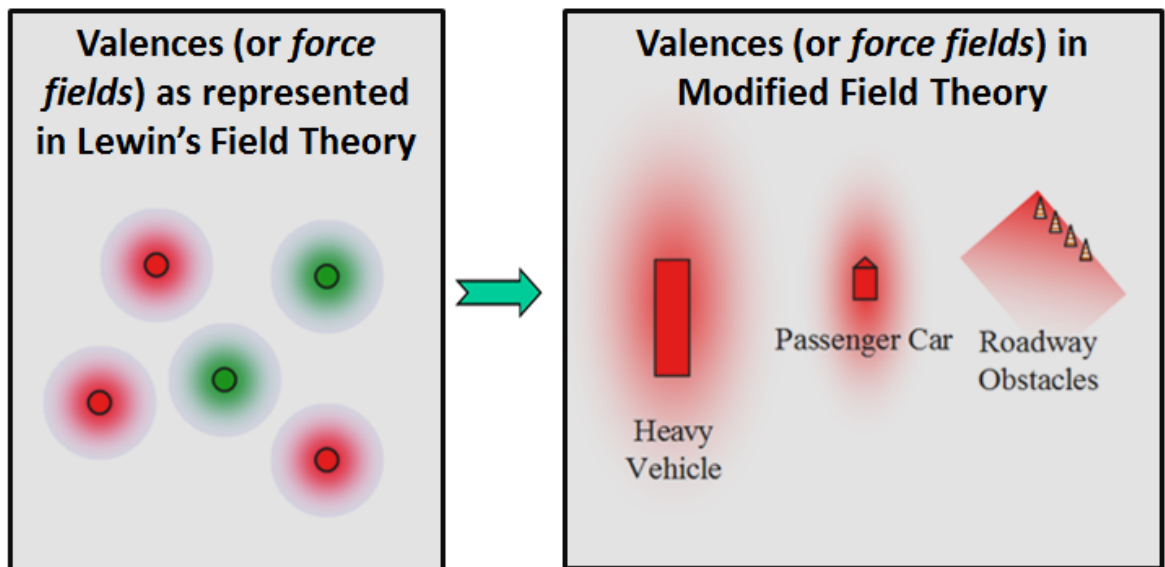 Valences (or force
fields) as represented
in Lewin's Field Theory
Valences (or force fields) in
Modified Field Theory
Passenger Car
Roadway
Obstacles
Heavy
Vehicle